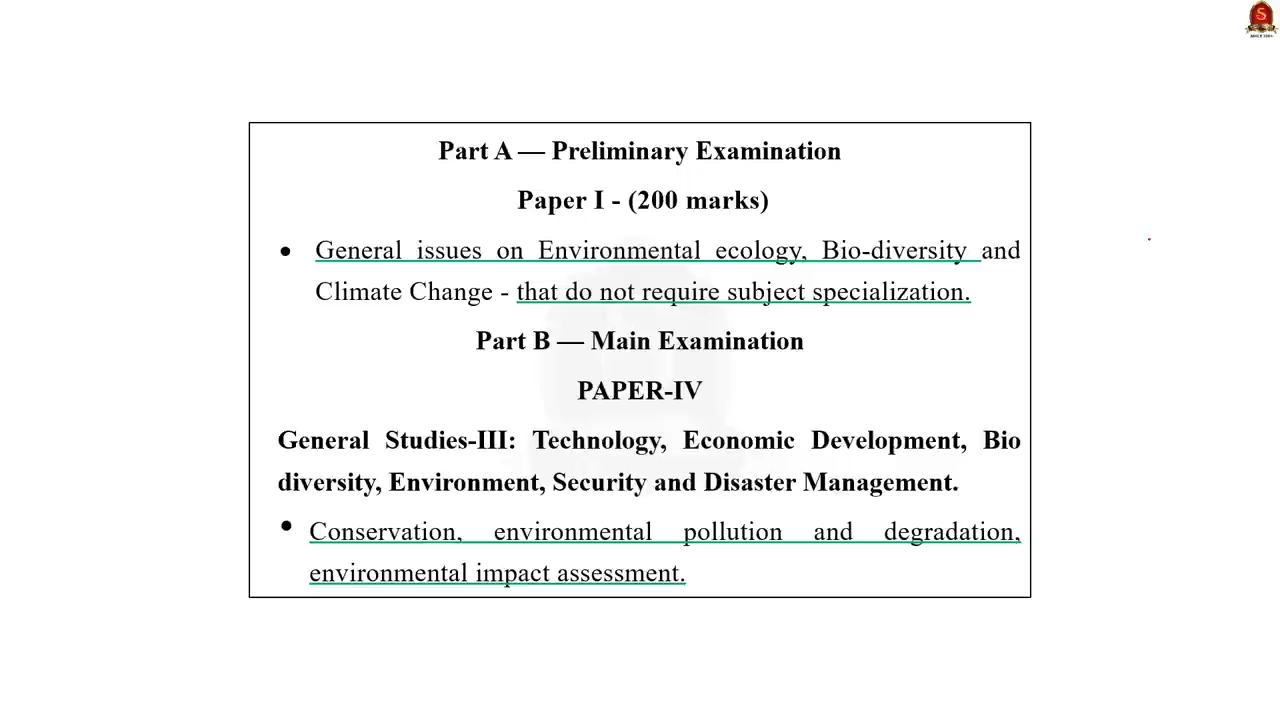 Part A — Preliminary Examination
Paper I - (200 marks)
• General issues on Environmental ecology, Bio-diversity and
Climate Change - that do not require subject specialization.
Part B — Main Examination
PAPER-IV
General Studies-III: Technology, Economic Development, Bio
diversity, Environment, Security and Disaster Management.
• Conservation, environmental pollution and degradation,
environmental impact assessment.